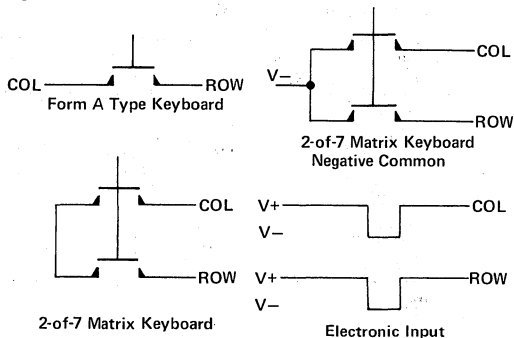 COL
ROW
Form A Type Keyboard
V−
COL
ROW
2-of-7 Matrix Keyboard
Negative Common
COL
ROW
2-of-7 Matrix Keyboard
V+
COL
V−
V+
ROW
V−
Electronic Input